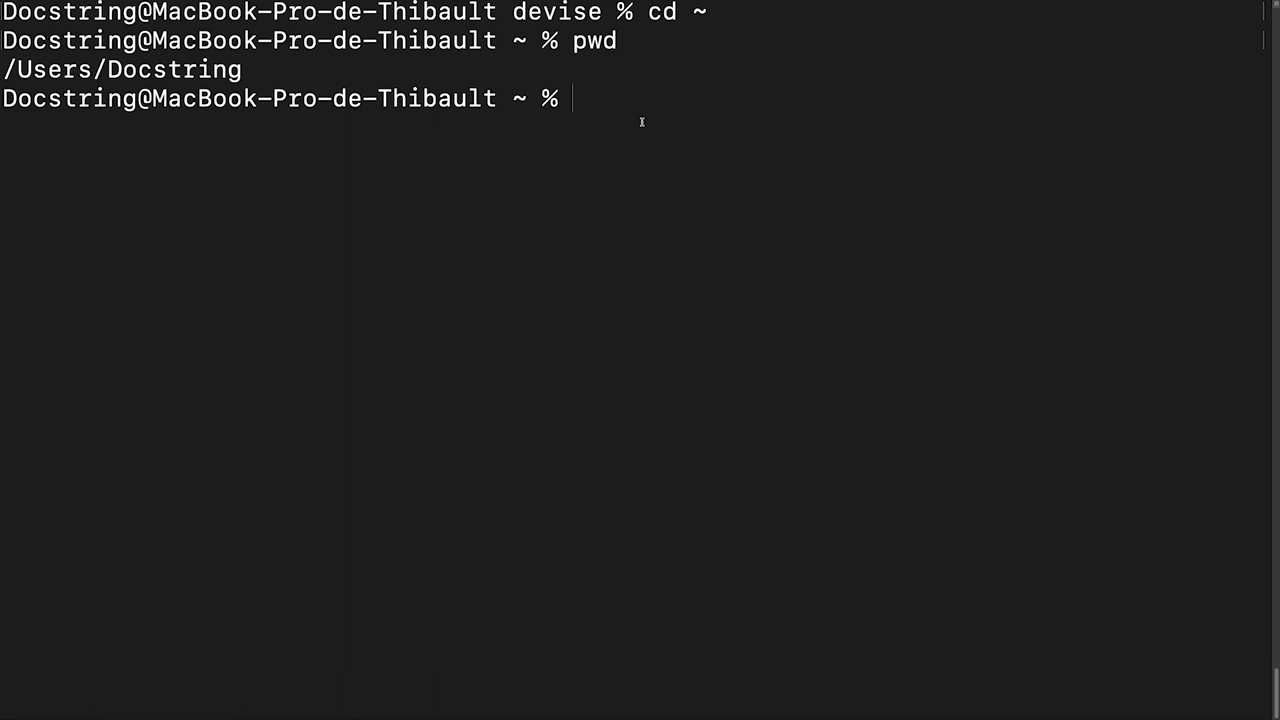 Docstring@MacBook-Pro-de-Thibault devise % cd ~
Docstring@MacBook-Pro-de-Thibault ~ % pwd
/Users/Docstring
Docstring@MacBook-Pro-de-Thibault ~ %